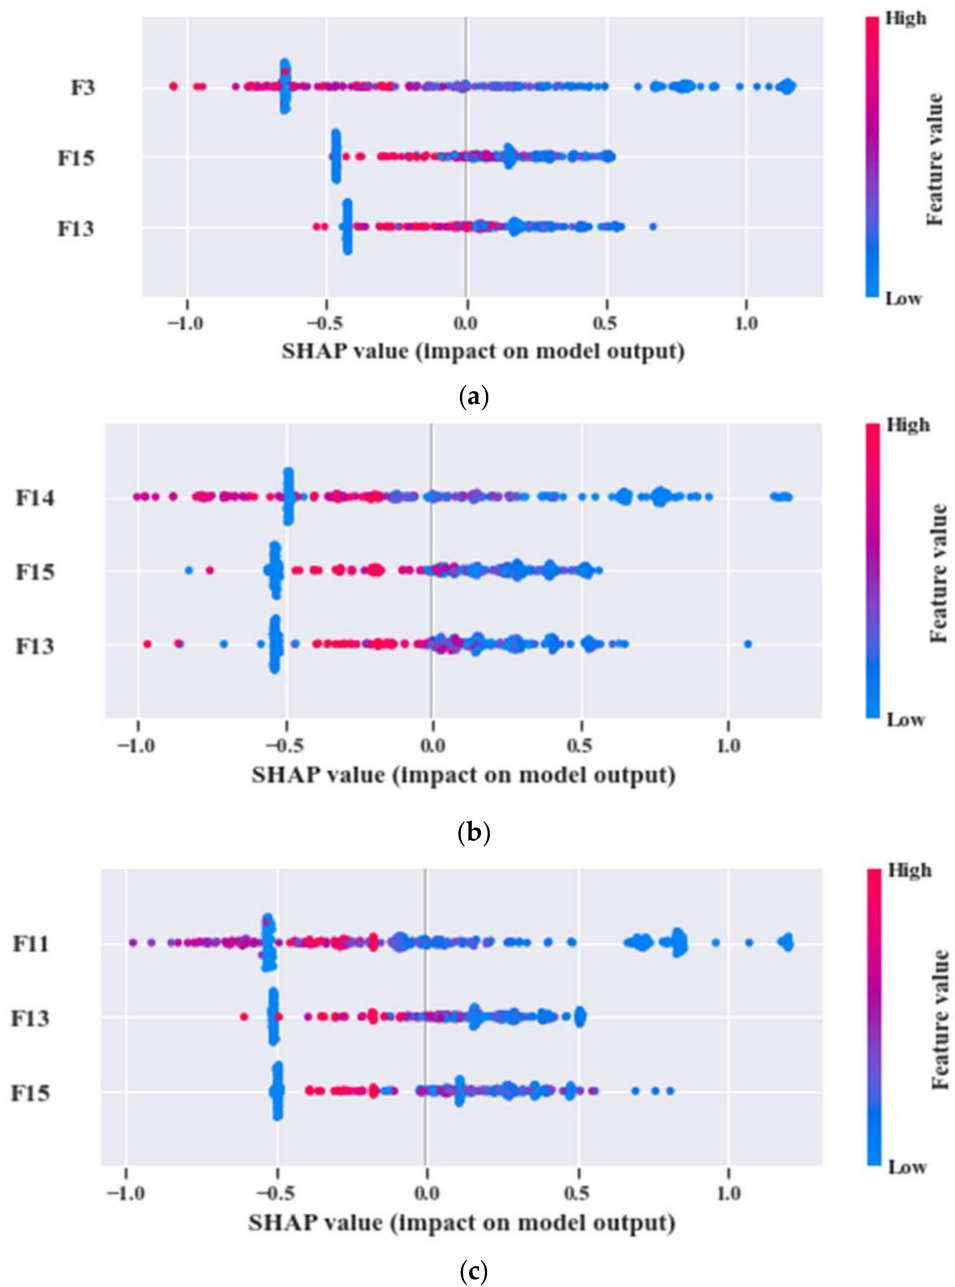 High
F3
F15
F13
Feature value
Low
−1.0 −0.5 0.0 0.5 1.0
SHAP value (impact on model output)
(a)
High
F14
F15
F13
Feature value
Low
−1.0 −0.5 0.0 0.5 1.0
SHAP value (impact on model output)
(b)
High
F11
F13
F15
Feature value
Low
−1.0 −0.5 0.0 0.5 1.0
SHAP value (impact on model output)
(c)